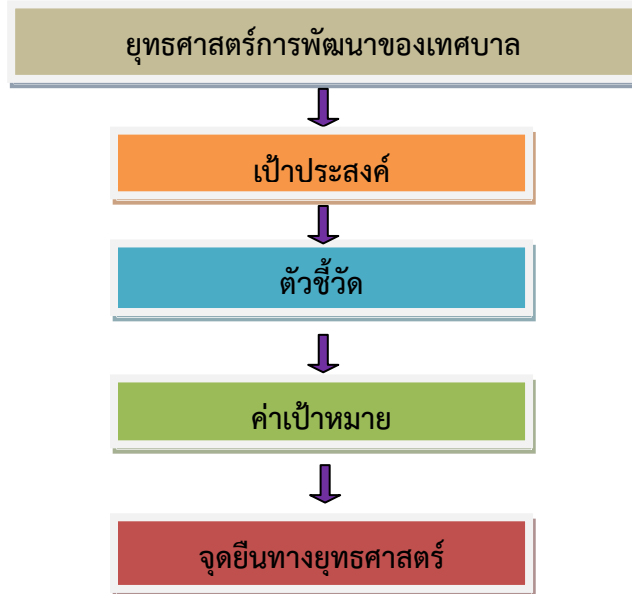 ยุทธศาสตร์การพัฒนาของเทศบาล
เป้าประสงค์
ตัวชี้วัด
ค่าเป้าหมาย
จุดยืนทางยุทธศาสตร์